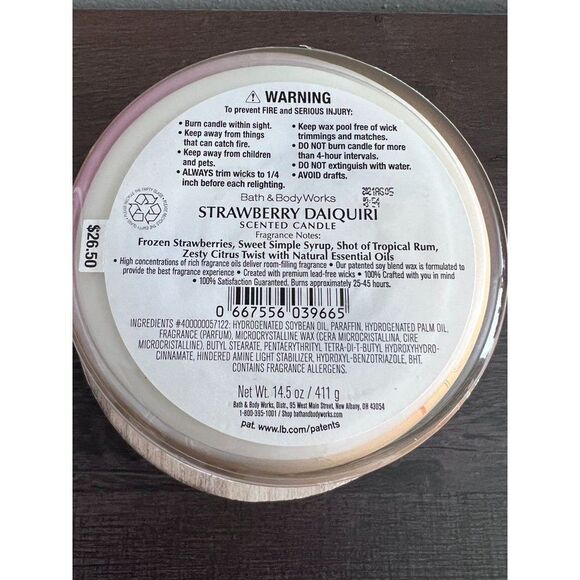 ⚠ WARNING
To prevent FIRE and SERIOUS INJURY:
• Burn candle within sight.
• Keep away from things
that can catch fire.
• Keep away from children
and pets.
• ALWAYS trim wicks to 1/4
inch before each relighting.
• Keep wax pool free of wick
trimmings and matches.
• DO NOT burn candle for more
than 4-hour intervals.
• DO NOT extinguish with water.
• AVOID drafts.
$26.50
Bath & Body Works
STRAWBERRY DAIQUIRI
SCENTED CANDLE
Fragrance Notes:
Frozen Strawberries, Sweet Simple Syrup, Shot of Tropical Rum,
Zesty Citrus Twist with Natural Essential Oils
• High concentrations of rich fragrance oils deliver room-filling fragrance • Our patented soy blend wax is formulated to
provide the best fragrance experience • Created with premium lead-free wicks • 100% Crafted with you in mind
• 100% Satisfaction Guaranteed. Burns approximately 25-45 hours.
0 667556 039665
INGREDIENTS #400000057122: HYDROGENATED SOYBEAN OIL, PARAFFIN, HYDROGENATED PALM OIL,
FRAGRANCE (PARFUM), MICROCRYSTALLINE WAX (CERA MICROCRISTALLINA, CIRE
MICROCRISTALLINE), BUTYL STEARATE, PENTAERYTHRITYL TETRA-DI-T-BUTYL HYDROXYHYDRO-
CINNAMATE, HINDERED AMINE LIGHT STABILIZER, HYDROXYL-BENZOTRIAZOLE, BHT.
CONTAINS FRAGRANCE ALLERGENS.
Net Wt. 14.5 oz / 411 g
Bath & Body Works, Distr., 95 West Main Street, New Albany, OH 43054
1-800-395-1001 / Shop bathandbodyworks.com
pat. www.lb.com/patents